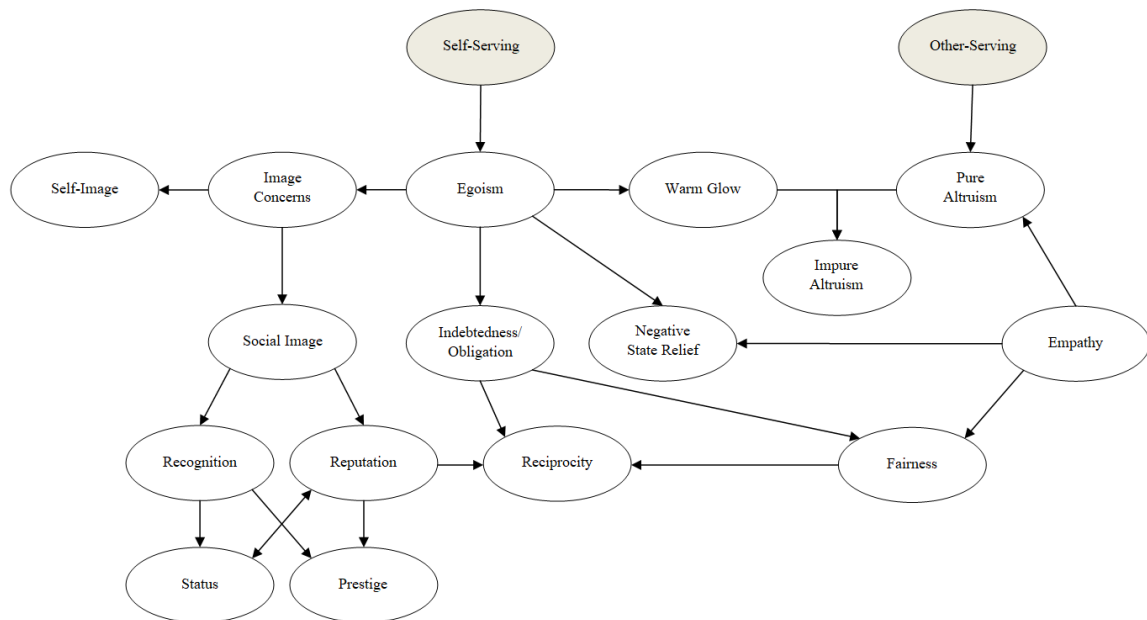 Self-Serving
Other-Serving
Self-Image
Image
Concerns
Egoism
Warm Glow
Pure
Altruism
Impure
Altruism
Social Image
Indebtedness/
Obligation
Negative
State Relief
Empathy
Recognition
Reputation
Reciprocity
Fairness
Status
Prestige